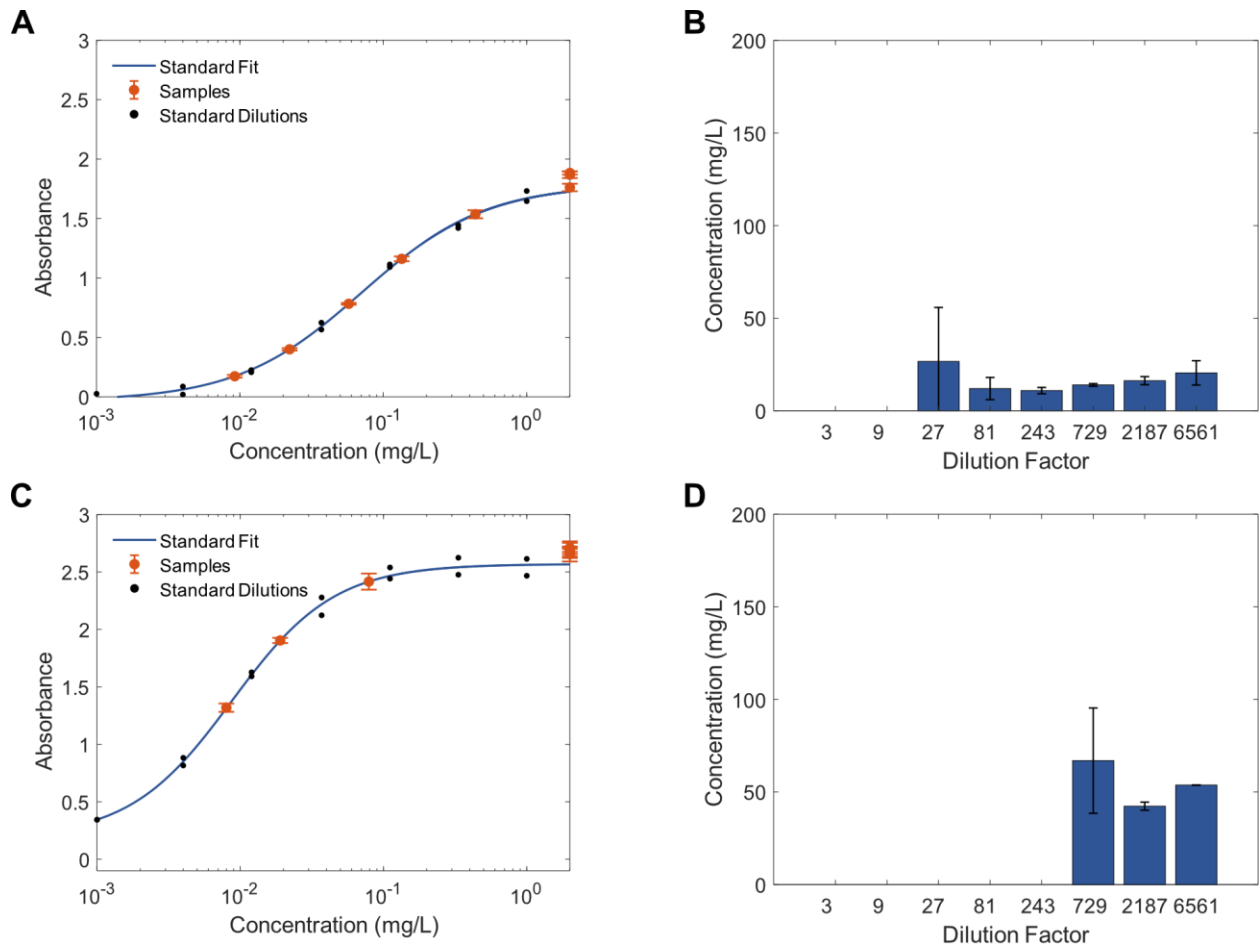 A
3
2.5
2
1.5
1
0.5
0
Absorbance
Standard Fit
Samples
Standard Dilutions
10-3
10-2
10-1
100
Concentration (mg/L)
B
200
150
100
50
0
Concentration (mg/L)
3 9 27 81 243 729 2187 6561
Dilution Factor
C
3
2.5
2
1.5
1
0.5
0
Absorbance
Standard Fit
Samples
Standard Dilutions
10-3
10-2
10-1
100
Concentration (mg/L)
D
200
150
100
50
0
Concentration (mg/L)
3 9 27 81 243 729 2187 6561
Dilution Factor